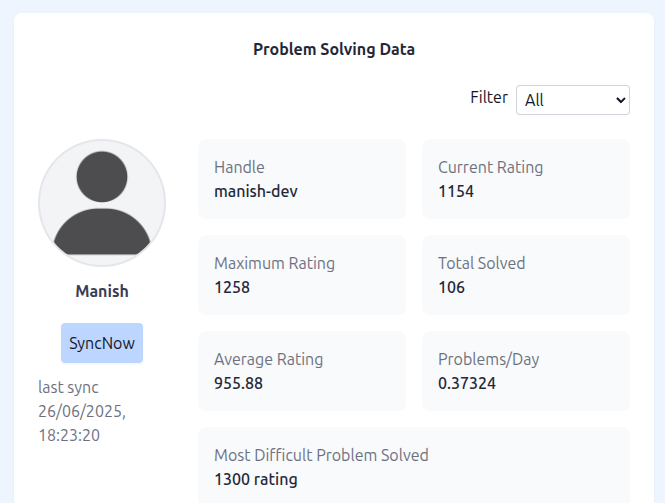 Problem Solving Data
Filter All
Manish
SyncNow
last sync
26/06/2025,
18:23:20
Handle
manish-dev
Current Rating
1154
Maximum Rating
1258
Total Solved
106
Average Rating
955.88
Problems/Day
0.37324
Most Difficult Problem Solved
1300 rating